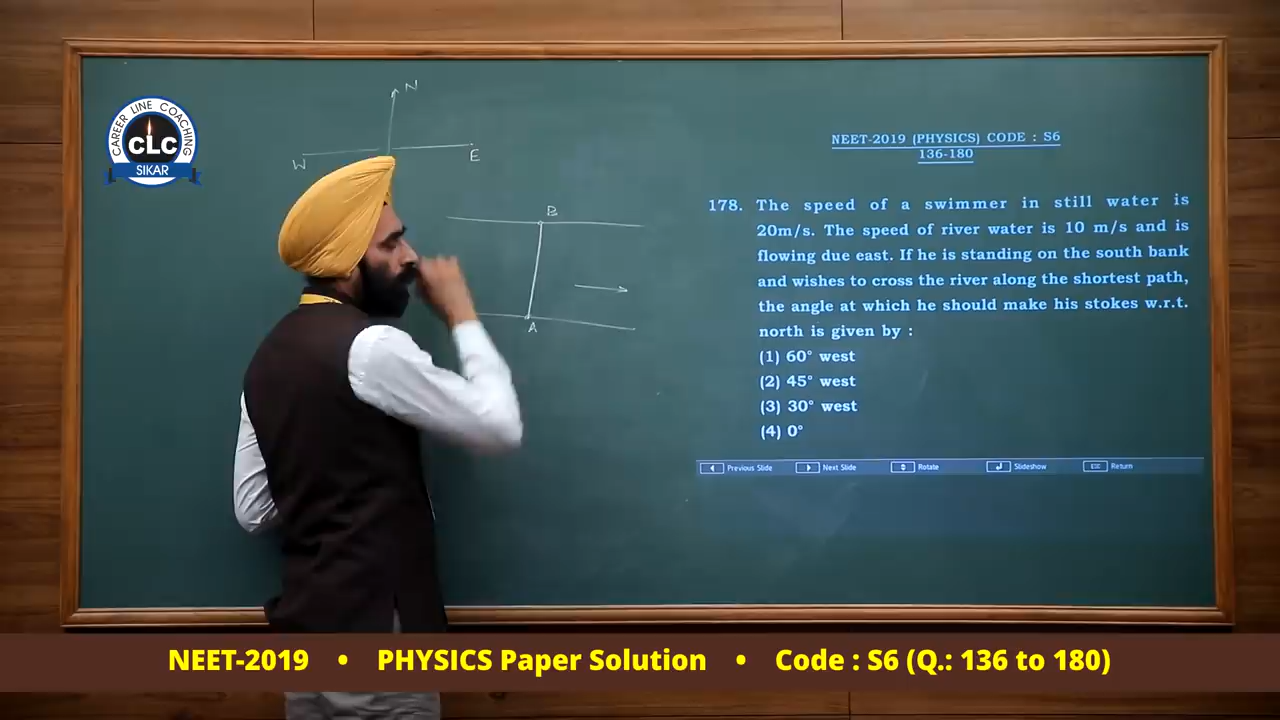 CAREER LINE COACHING
CLC
SIKAR
N
W
E
B
A
NEET-2019 (PHYSICS) CODE : S6
136-180
178. The speed of a swimmer in still water is
20m/s. The speed of river water is 10 m/s and is
flowing due east. If he is standing on the south bank
and wishes to cross the river along the shortest path,
the angle at which he should make his stokes w.r.t.
north is given by :
(1) 60° west
(2) 45° west
(3) 30° west
(4) 0°
Previous Slide
Next Slide
Rotate
Slideshow
ESC Return
NEET-2019 • PHYSICS Paper Solution • Code : S6 (Q.: 136 to 180)